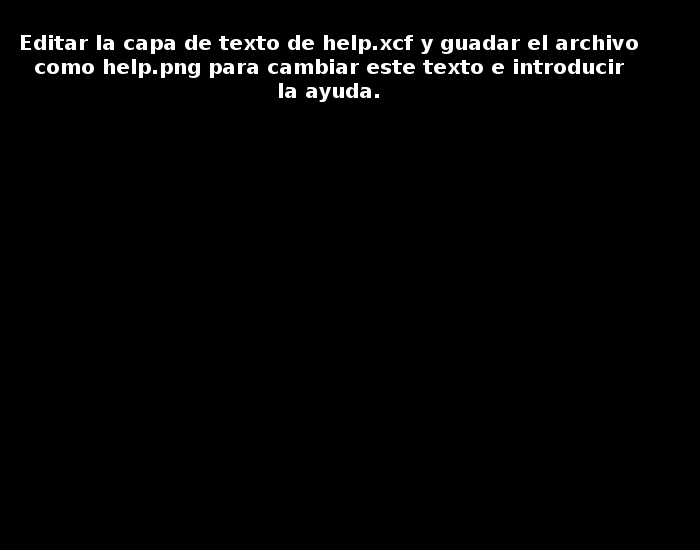 Editar la capa de texto de help.xcf y guadar el archivo
como help.png para cambiar este texto e introducir
la ayuda.